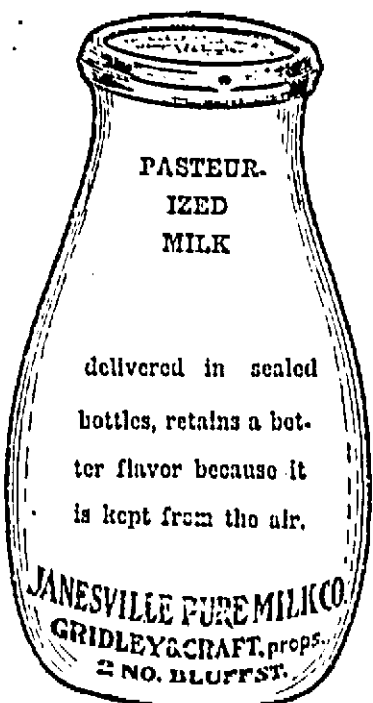 PASTEUR-
IZED
MILK
delivered in sealed
bottles, retains a bet-
ter flavor because it
is kept from the air.
JANESVILLE PURE MILK CO.
GRIDLEY & CRAFT, props.
2 NO. BLUFF ST.